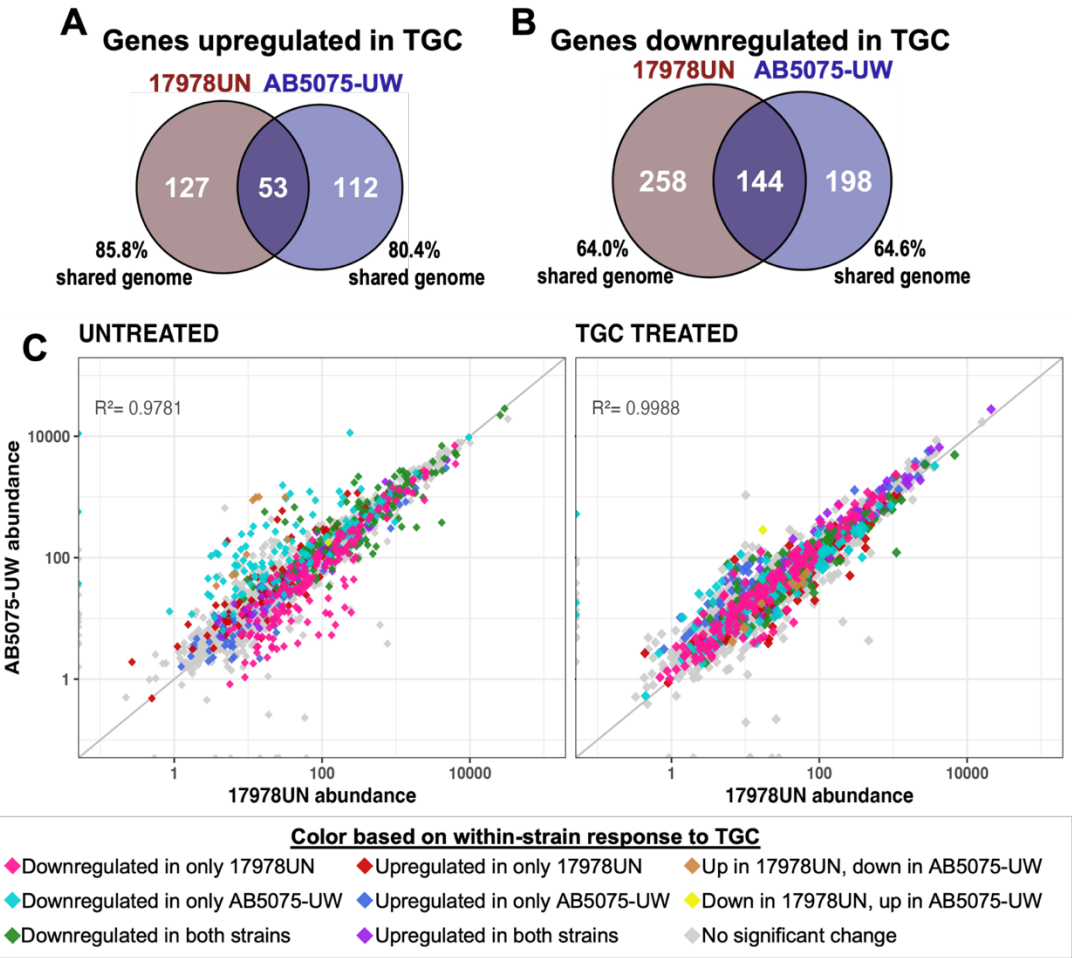 A
Genes upregulated in TGC
17978UN AB5075-UW
127 53 112
85.8%
shared genome
80.4%
shared genome
B
Genes downregulated in TGC
17978UN AB5075-UW
258 144 198
64.0%
shared genome
64.6%
shared genome
C
UNTREATED
R²= 0.9781
AB5075-UW abundance
10000
100
1
1 100 10000
17978UN abundance
TGC TREATED
R²= 0.9988
1 100 10000
17978UN abundance
Color based on within-strain response to TGC
Downregulated in only 17978UN
Upregulated in only 17978UN
Up in 17978UN, down in AB5075-UW
Downregulated in only AB5075-UW
Upregulated in only AB5075-UW
Down in 17978UN, up in AB5075-UW
Downregulated in both strains
Upregulated in both strains
No significant change